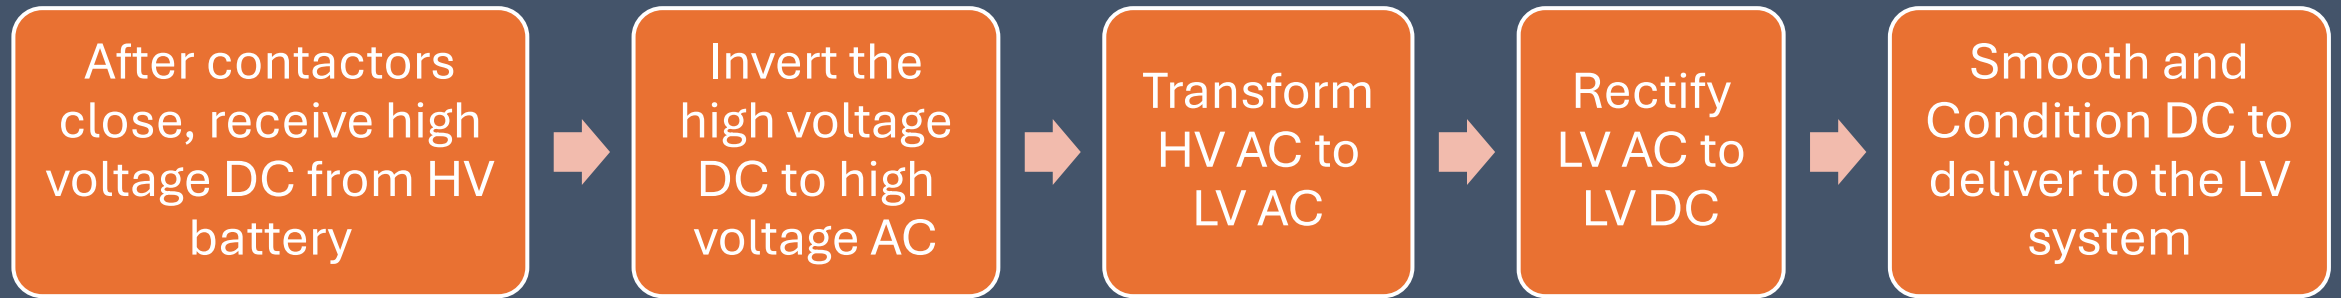 After contactors
close, receive high
voltage DC from HV
battery
Invert the
high voltage
DC to high
voltage AC
Transform
HV AC to
LV AC
Rectify
LV AC to
LV DC
Smooth and
Condition DC to
deliver to the LV
system